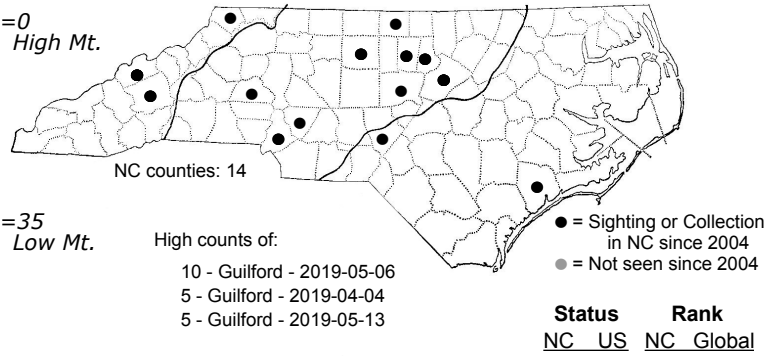 =0
High Mt.
NC counties: 14
=35
Low Mt.
High counts of:
10 - Guilford - 2019-05-06
5 - Guilford - 2019-04-04
5 - Guilford - 2019-05-13
= Sighting or Collection
in NC since 2004
= Not seen since 2004
Status Rank
NC US NC Global